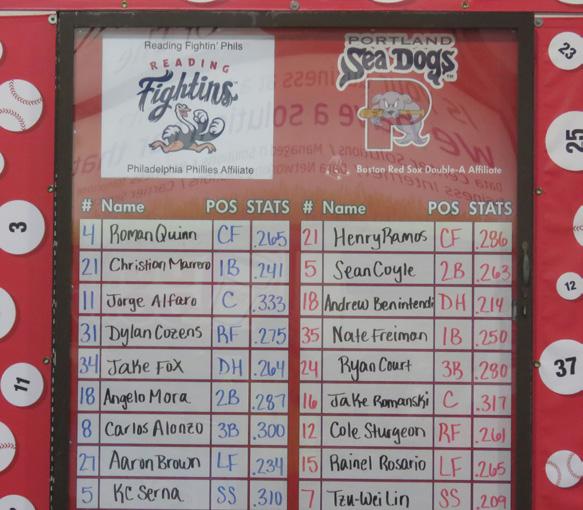 Reading Fightin' Phils
READING
Fightins
Philadelphia Phillies Affiliate
PORTLAND
Sea Dogs
TM
P
Boston Red Sox Double-A Affiliate
# Name POS STATS
4 Roman Quinn CF .265
21 Christian Marrero 1B .241
11 Jorge Alfaro C .333
31 Dylan Cozens RF .275
34 Jake Fox DH .264
18 Angelo Mora 2B .287
8 Carlos Alonzo 3B .300
27 Aaron Brown LF .234
5 KC Serna SS .310
# Name POS STATS
21 Henry Ramos CF .286
5 Sean Coyle 2B .263
18 Andrew Benintendi DH .214
35 Nate Freiman 1B .250
24 Ryan Court 3B .280
16 Jake Romanski C .317
12 Cole Sturgeon RF .261
15 Rainel Rosario LF .265
7 Tzu-Wei Lin SS .209
3
11
23
25
12
37